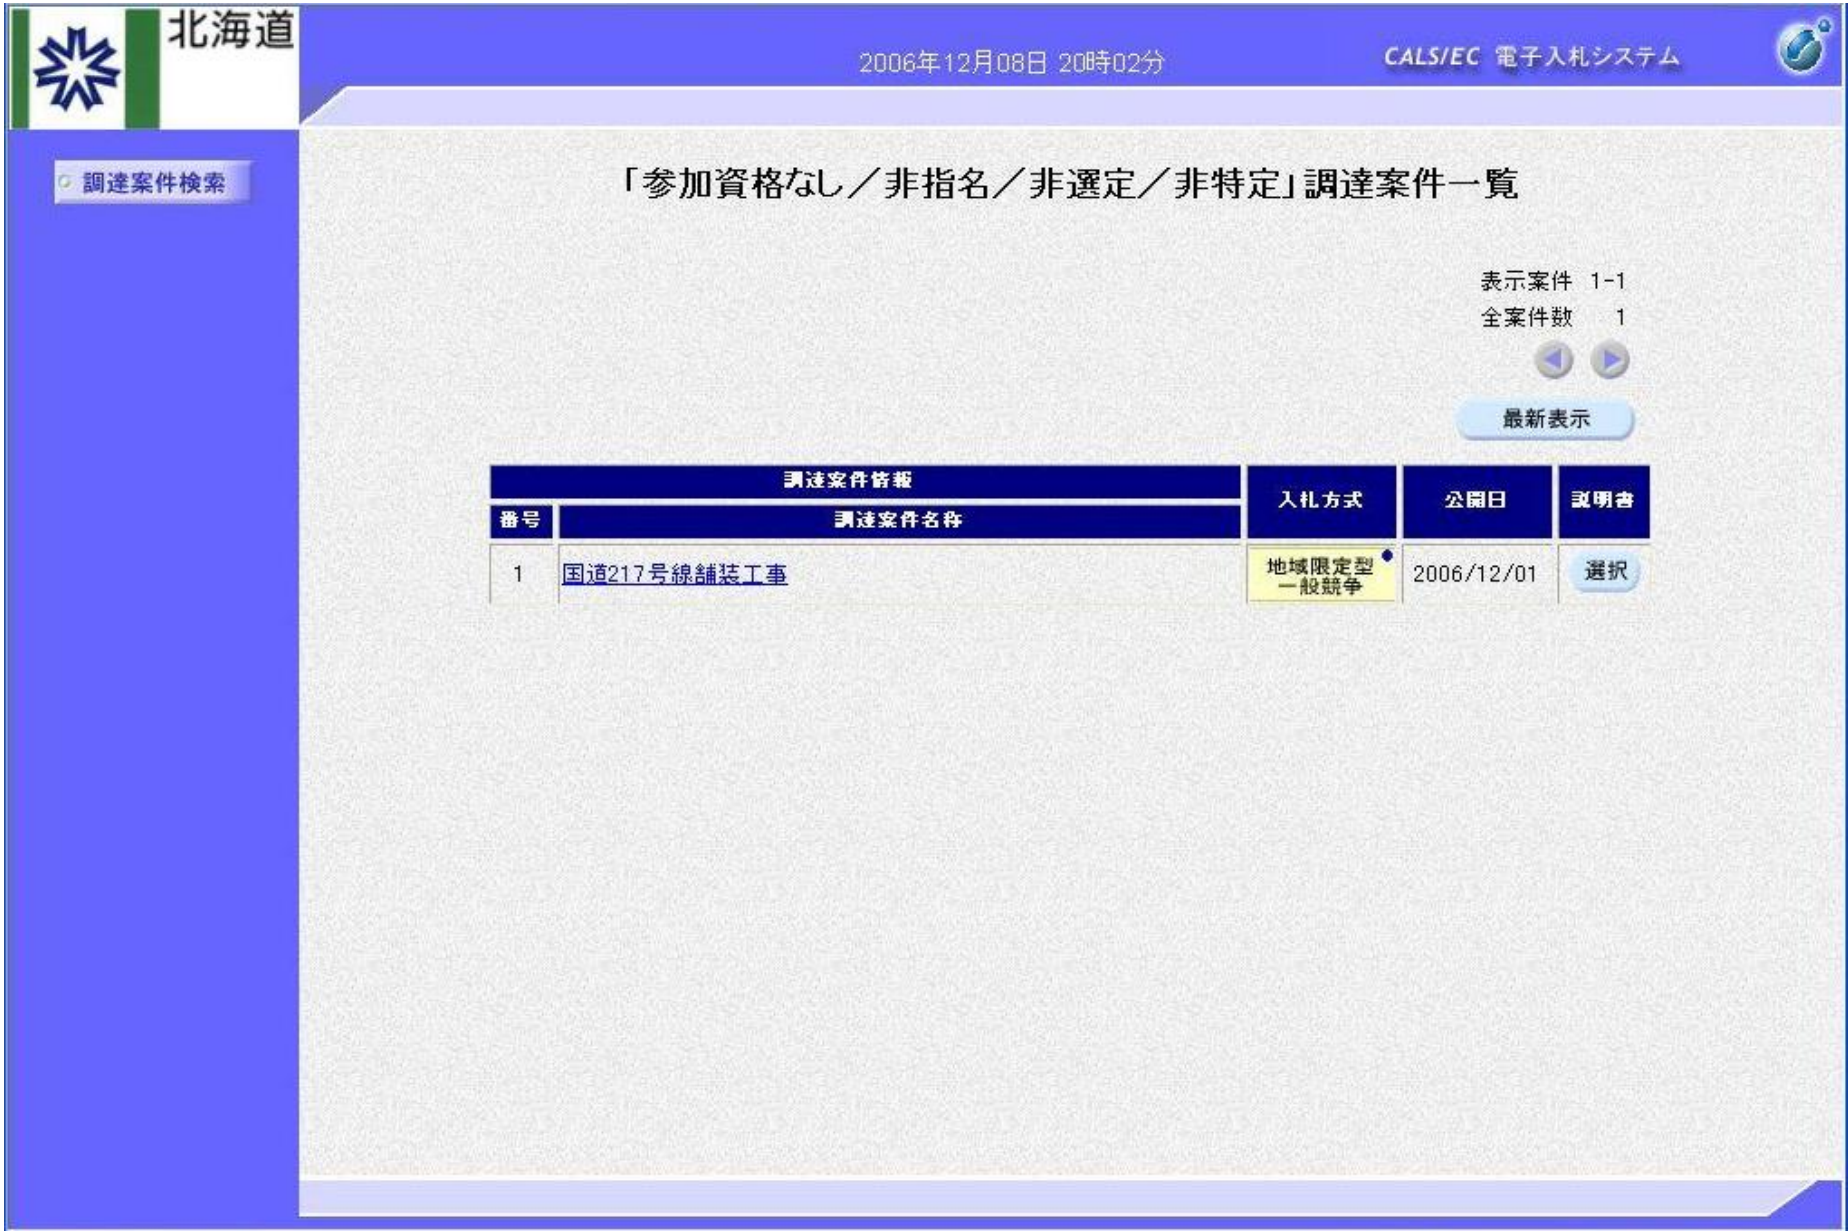 北海道
2006年12月08日 20時02分
CALS/EC 電子入札システム
調達案件検索
「参加資格なし／非指名／非選定／非特定」調達案件一覧
表示案件 1-1
全案件数 1
最新表示
調達案件情報
入札方式
公開日
説明書
番号
調達案件名称
1
国道217号線舗装工事
地域限定型
一般競争
2006/12/01
選択